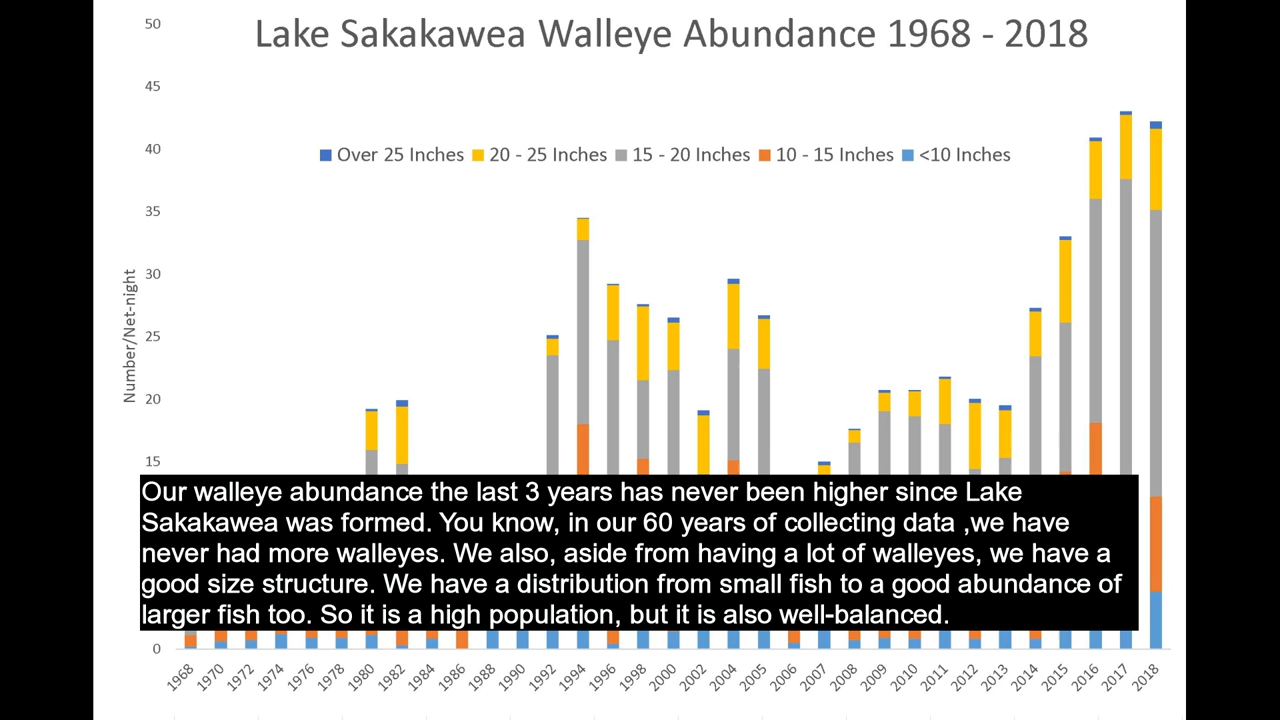 Lake Sakakawea Walleye Abundance 1968 - 2018
50
45
40
35
30
25
20
15
0
Number/Net-night
Over 25 Inches 20 - 25 Inches 15 - 20 Inches 10 - 15 Inches <10 Inches
Our walleye abundance the last 3 years has never been higher since Lake
Sakakawea was formed. You know, in our 60 years of collecting data ,we have
never had more walleyes. We also, aside from having a lot of walleyes, we have a
good size structure. We have a distribution from small fish to a good abundance of
larger fish too. So it is a high population, but it is also well-balanced.
1968 1970 1972 1974 1976 1978 1980 1982 1984 1986 1988 1990 1992 1994 1996 1998 2000 2002 2004 2005 2006 2007 2008 2009 2010 2011 2012 2013 2014 2015 2016 2017 2018